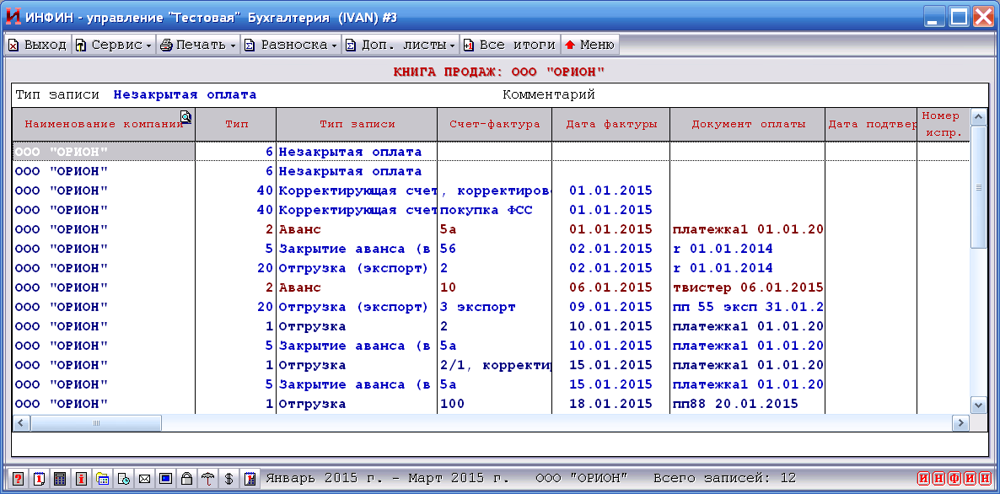 ИНФИН - управление "Тестовая" Бухгалтерия (IVAN) #3
Выход Сервис Печать Разноска Доп. листы Все итоги Меню
КНИГА ПРОДАЖ: ООО "ОРИОН"
Тип записи Незакрытая оплата Комментарий
Наименование компании Тип Тип записи Счет-фактура Дата фактуры Документ оплаты Дата подтвер Номер испр.
ООО "ОРИОН" 6 Незакрытая оплата
ООО "ОРИОН" 6 Незакрытая оплата
ООО "ОРИОН" 40 Корректирующая счет , корректиров 01.01.2015
ООО "ОРИОН" 40 Корректирующая счет покупка ФСС 01.01.2015
ООО "ОРИОН" 2 Аванс 5а 01.01.2015 платежка1 01.01.20
ООО "ОРИОН" 5 Закрытие аванса (в 56 02.01.2015 г 01.01.2014
ООО "ОРИОН" 20 Отгрузка (экспорт) 2 02.01.2015 г 01.01.2014
ООО "ОРИОН" 2 Аванс 10 06.01.2015 твистер 06.01.2015
ООО "ОРИОН" 20 Отгрузка (экспорт) 3 экспорт 09.01.2015 пп 55 эксп 31.01.2
ООО "ОРИОН" 1 Отгрузка 2 10.01.2015 платежка1 01.01.20
ООО "ОРИОН" 5 Закрытие аванса (в 5а 10.01.2015 платежка1 01.01.20
ООО "ОРИОН" 1 Отгрузка 2/1, корректир 15.01.2015 платежка1 01.01.20
ООО "ОРИОН" 5 Закрытие аванса (в 5а 15.01.2015 платежка1 01.01.20
ООО "ОРИОН" 1 Отгрузка 100 18.01.2015 пп88 20.01.2015
Январь 2015 г. - Март 2015 г. ООО "ОРИОН" Всего записей: 12 ИНФИН